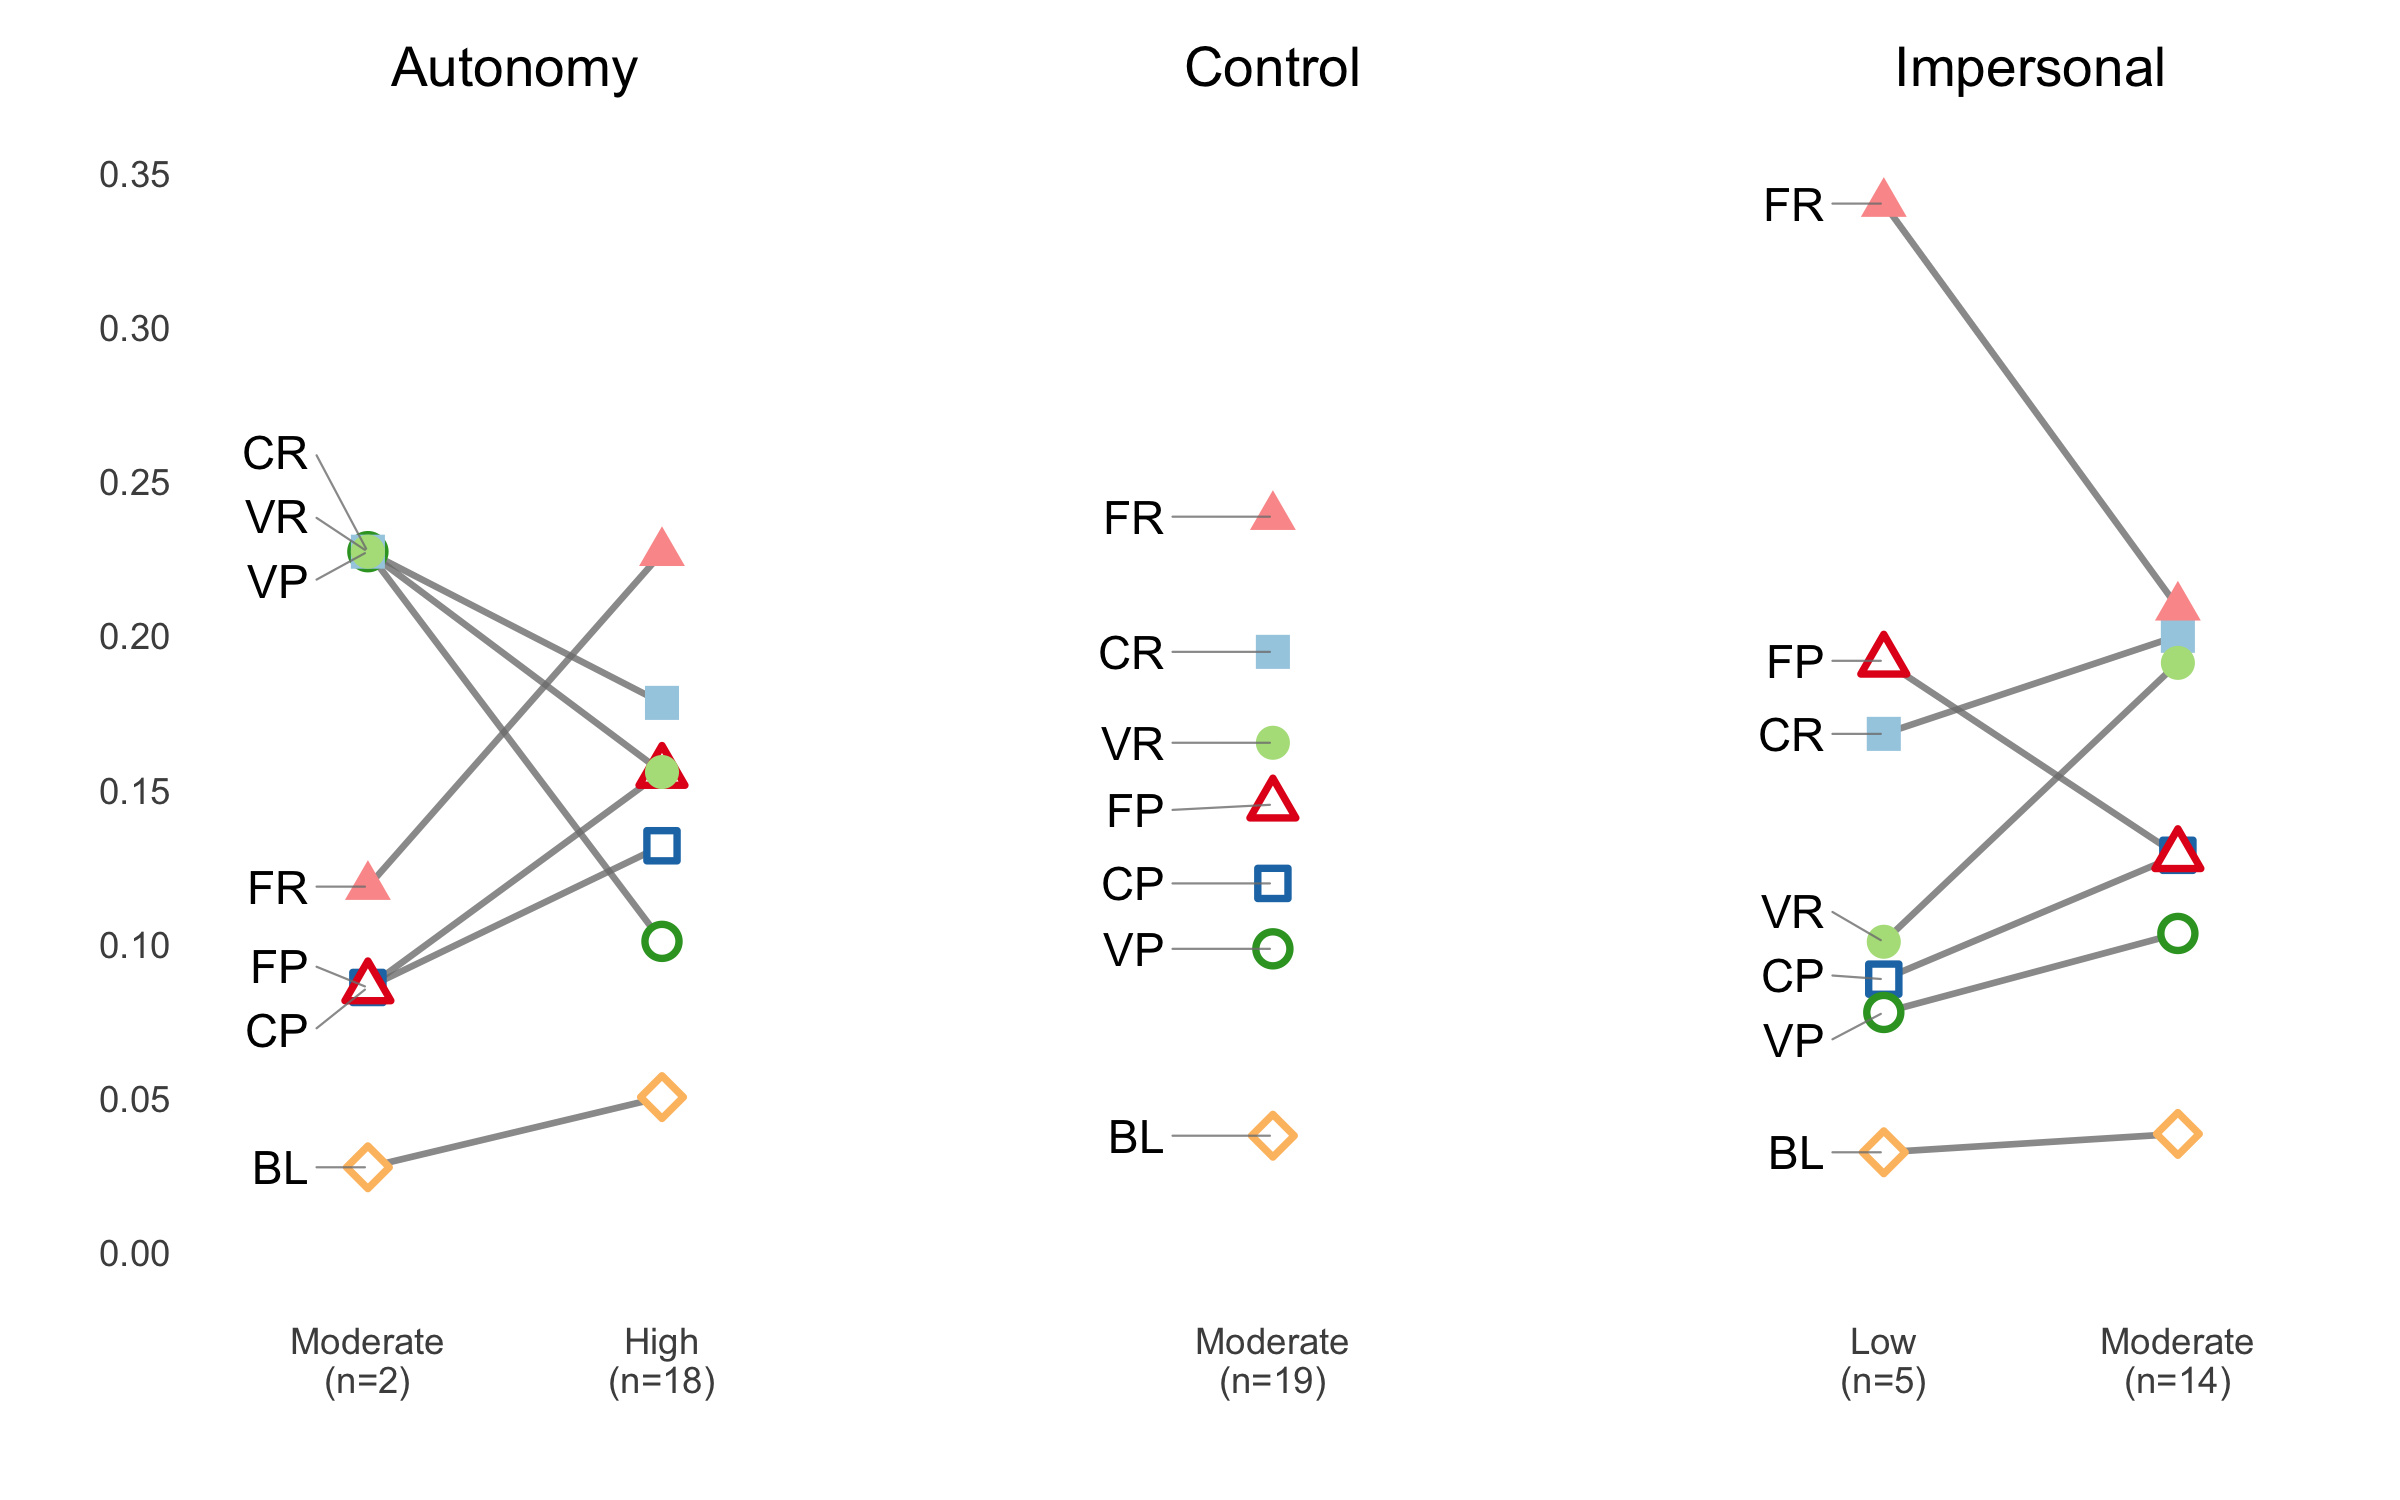 Autonomy
Control
Impersonal
0.35
0.30
0.25
0.20
0.15
0.10
0.05
0.00
CR
VR
VP
FR
FP
CP
BL
FR
CR
VR
FP
CP
VP
BL
FR
FP
CR
VR
CP
VP
BL
Moderate
(n=2)
High
(n=18)
Moderate
(n=19)
Low
(n=5)
Moderate
(n=14)